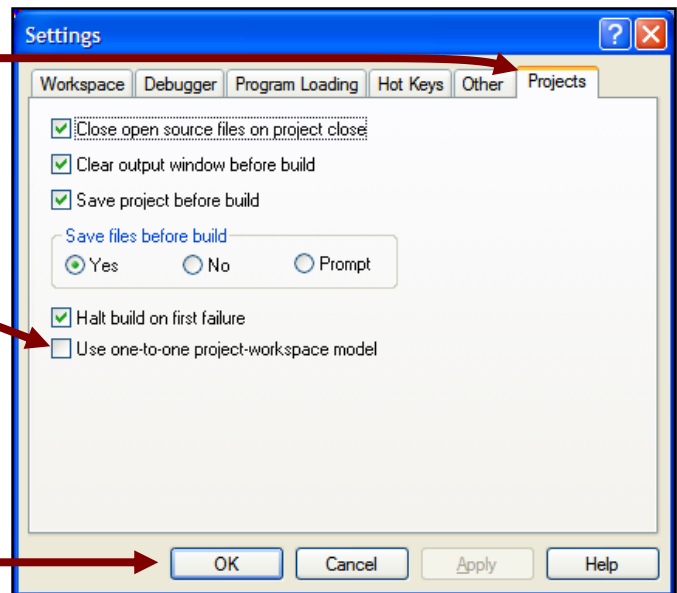 Settings
Workspace Debugger Program Loading Hot Keys Other Projects
Close open source files on project close
Clear output window before build
Save project before build
Save files before build
Yes No Prompt
Halt build on first failure
Use one-to-one project-workspace model
OK Cancel Apply Help